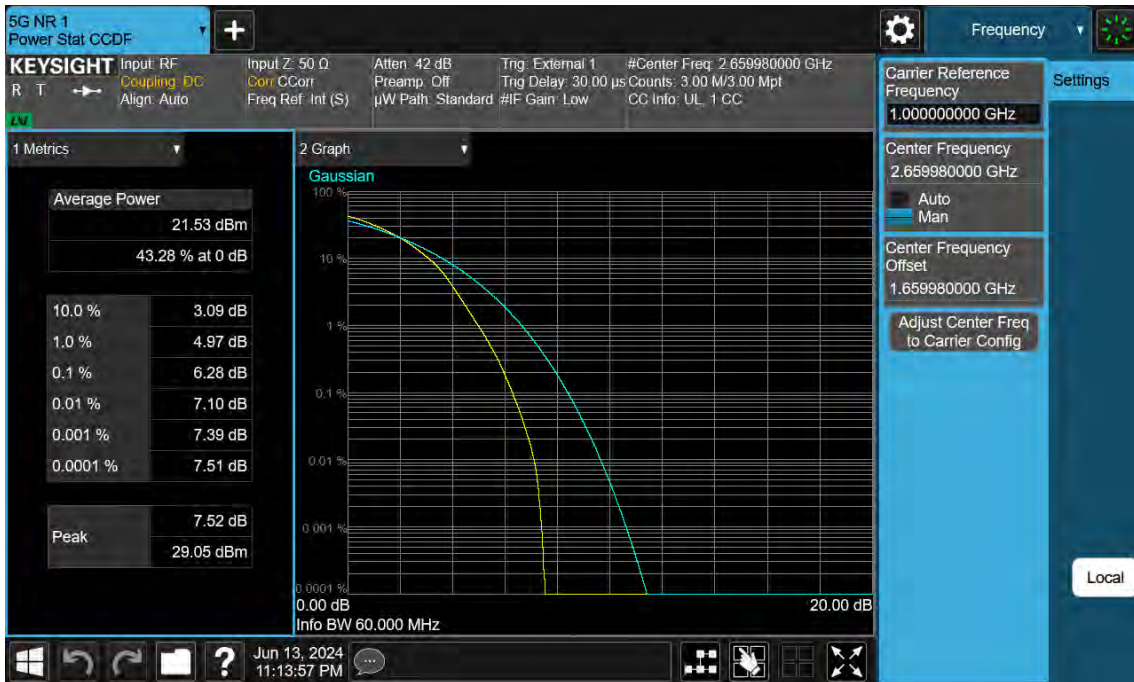 5G NR 1
Power Stat CCDF
+
Frequency
KEYSIGHT
R T
LNI
Input: RF
Coupling: DC
Align: Auto
Input Z: 50 Ω
Corr CCorr
Freq Ref: Int (S)
Atten: 42 dB
Preamp: Off
µW Path: Standard
Trig: External 1
Trig Delay: 30.00 µs
#IF Gain: Low
#Center Freq: 2.659980000 GHz
Counts: 3.00 M/3.00 Mpt
CC Info: UL, 1 CC
1 Metrics
Average Power
21.53 dBm
43.28 % at 0 dB
10.0 % 3.09 dB
1.0 % 4.97 dB
0.1 % 6.28 dB
0.01 % 7.10 dB
0.001 % 7.39 dB
0.0001 % 7.51 dB
Peak
7.52 dB
29.05 dBm
2 Graph
Gaussian
100 %
10 %
1 %
0.1 %
0.01 %
0.001 %
0.0001 %
0.00 dB 20.00 dB
Info BW 60.000 MHz
Carrier Reference
Frequency
1.000000000 GHz
Center Frequency
2.659980000 GHz
Auto
Man
Center Frequency
Offset
1.659980000 GHz
Adjust Center Freq
to Carrier Config
Settings
Local
?
Jun 13, 2024
11:13:57 PM